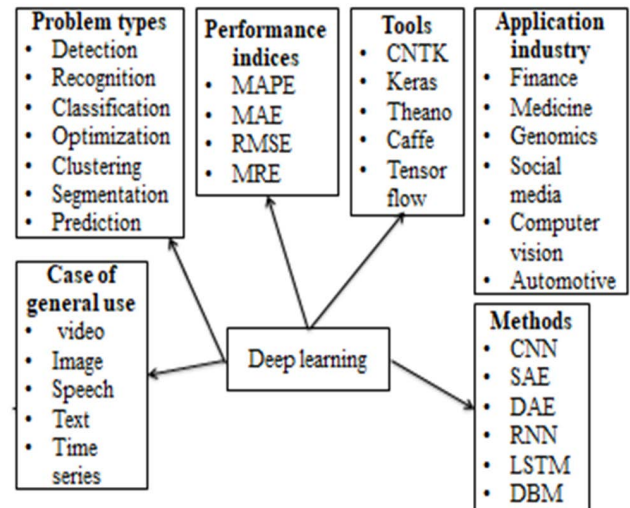 Problem types
• Detection
• Recognition
• Classification
• Optimization
• Clustering
• Segmentation
• Prediction
Performance
indices
• MAPE
• MAE
• RMSE
• MRE
Tools
• CNTK
• Keras
• Theano
• Caffe
• Tensor
flow
Application
industry
• Finance
• Medicine
• Genomics
• Social
media
• Computer
vision
• Automotive
Case of
general use
• video
• Image
• Speech
• Text
• Time
series
Deep learning
Methods
• CNN
• SAE
• DAE
• RNN
• LSTM
• DBM